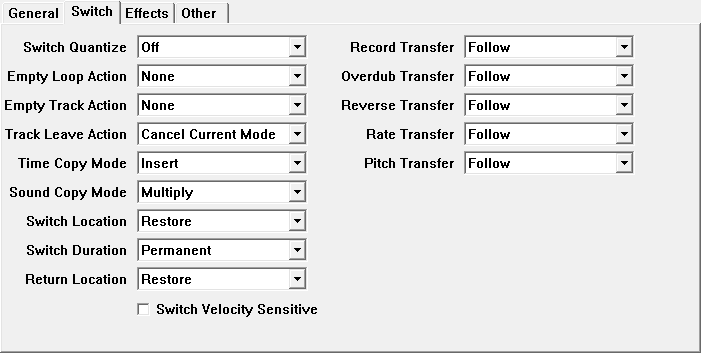 General Switch Effects Other
Switch Quantize Off
Empty Loop Action None
Empty Track Action None
Track Leave Action Cancel Current Mode
Time Copy Mode Insert
Sound Copy Mode Multiply
Switch Location Restore
Switch Duration Permanent
Return Location Restore
Switch Velocity Sensitive
Record Transfer Follow
Overdub Transfer Follow
Reverse Transfer Follow
Rate Transfer Follow
Pitch Transfer Follow